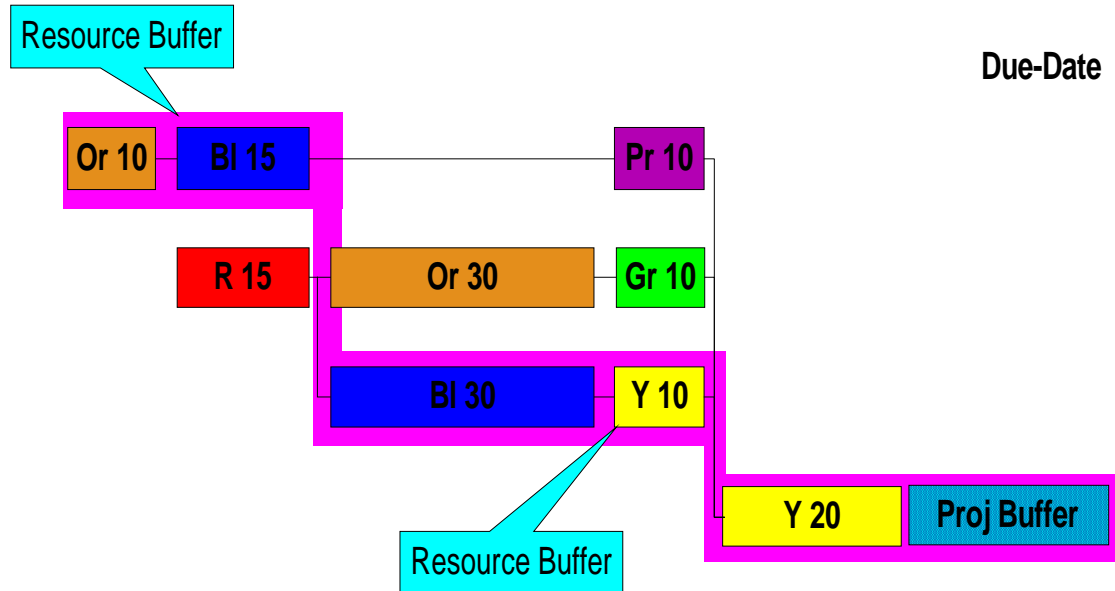 Resource Buffer
Due-Date
Or 10
Bl 15
Pr 10
R 15
Or 30
Gr 10
Bl 30
Y 10
Y 20
Proj Buffer
Resource Buffer